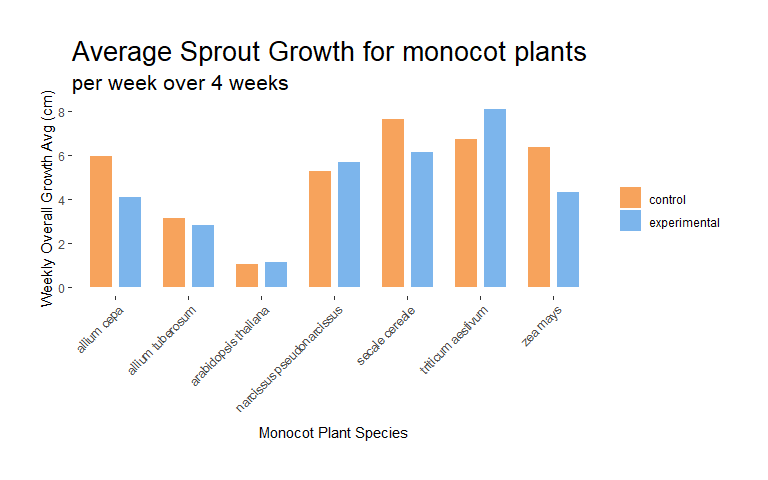 Average Sprout Growth for monocot plants
per week over 4 weeks
Weekly Overall Growth Avg (cm)
8
6
4
2
0
allium cepa
allium tuberosum
arabidopsis thaliana
narcissus pseudonarcissus
secale cereale
triticum aestivum
zea mays
Monocot Plant Species
control
experimental